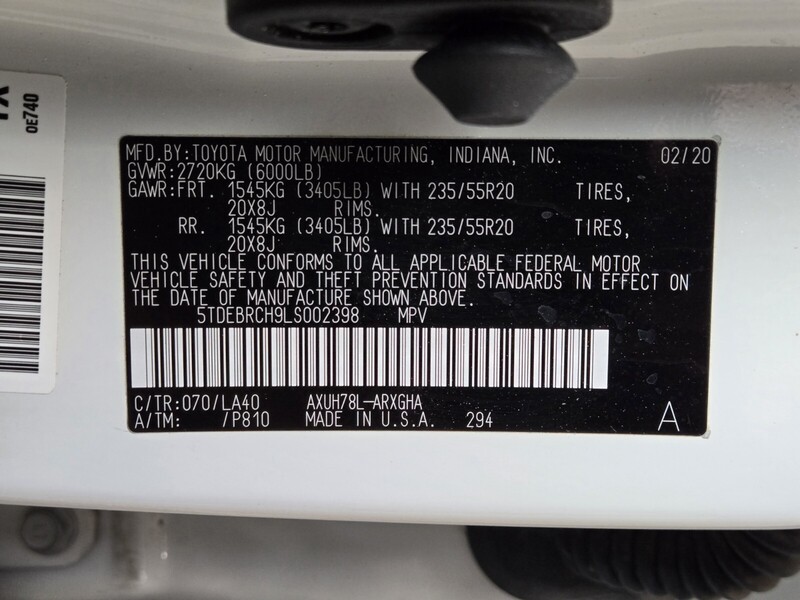 1X
0E740
MFD.BY:TOYOTA MOTOR MANUFACTURING, INDIANA, INC. 02/20
GVWR:2720KG (6000LB)
GAWR:FRT. 1545KG (3405LB) WITH 235/55R20 TIRES,
20X8J RIMS.
RR. 1545KG (3405LB) WITH 235/55R20 TIRES,
20X8J RIMS.
THIS VEHICLE CONFORMS TO ALL APPLICABLE FEDERAL MOTOR
VEHICLE SAFETY AND THEFT PREVENTION STANDARDS IN EFFECT ON
THE DATE OF MANUFACTURE SHOWN ABOVE.
5TDEBRCH9LS002398 MPV
C/TR:070/LA40 AXUH78L-ARXGHA
A/TM: /P810 MADE IN U.S.A. 294 A